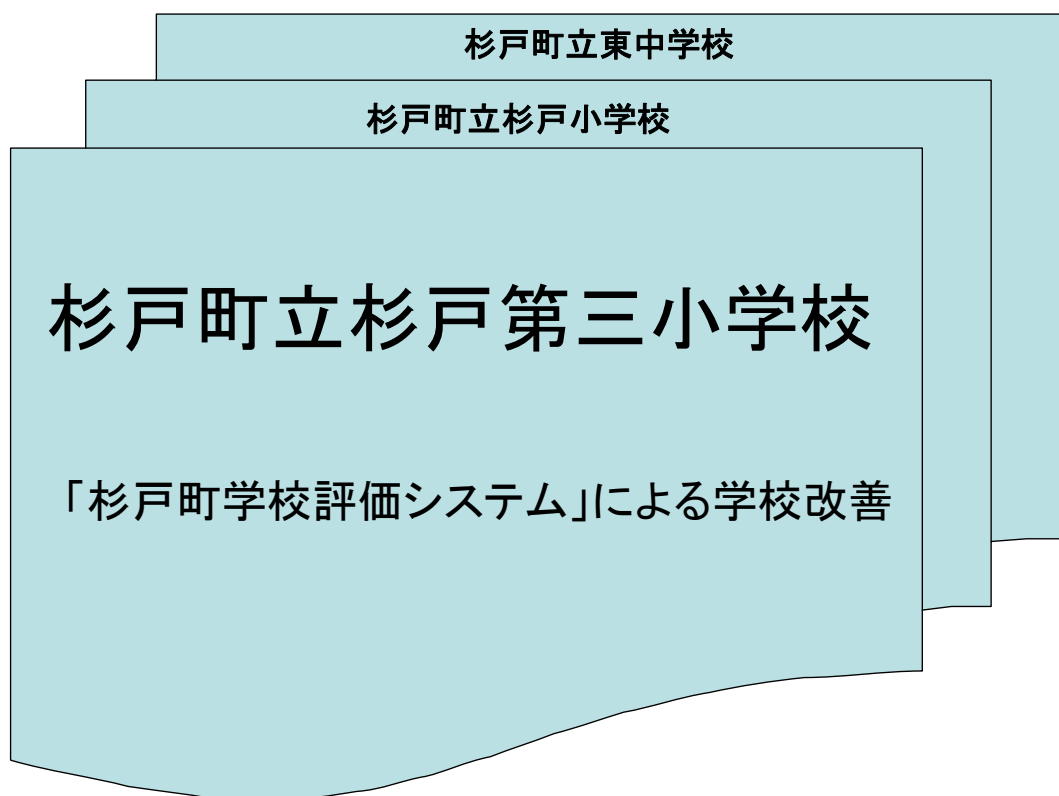 杉戸町立東中学校
杉戸町立杉戸小学校
杉戸町立杉戸第三小学校
「杉戸町学校評価システム」による学校改善